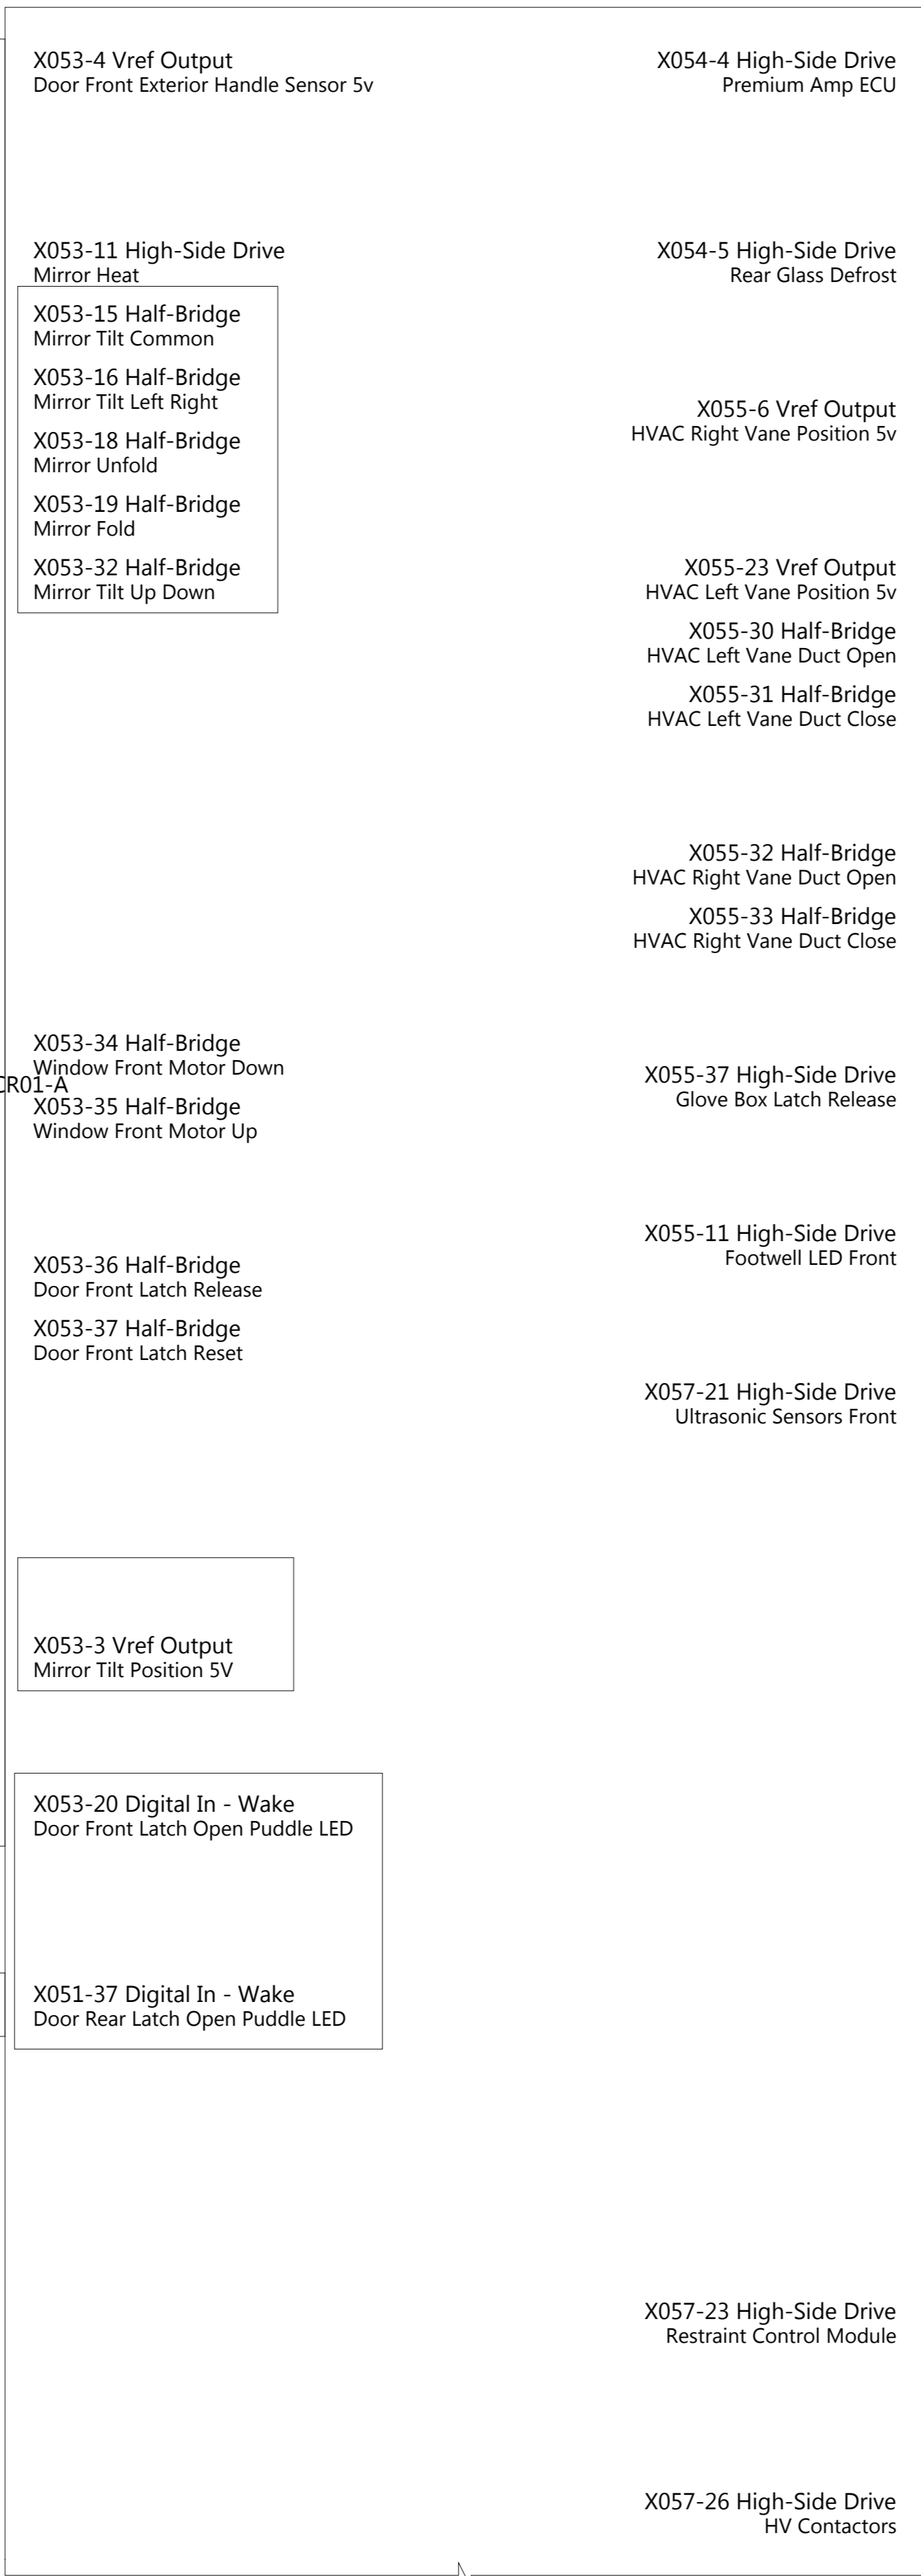 X053-4 Vref Output
Door Front Exterior Handle Sensor 5v
X053-11 High-Side Drive
Mirror Heat
X053-15 Half-Bridge
Mirror Tilt Common
X053-16 Half-Bridge
Mirror Tilt Left Right
X053-18 Half-Bridge
Mirror Unfold
X053-19 Half-Bridge
Mirror Fold
X053-32 Half-Bridge
Mirror Tilt Up Down
X053-34 Half-Bridge
Window Front Motor Down
X053-35 Half-Bridge
Window Front Motor Up
X053-36 Half-Bridge
Door Front Latch Release
X053-37 Half-Bridge
Door Front Latch Reset
X053-3 Vref Output
Mirror Tilt Position 5V
X053-20 Digital In - Wake
Door Front Latch Open Puddle LED
X051-37 Digital In - Wake
Door Rear Latch Open Puddle LED
X054-4 High-Side Drive
Premium Amp ECU
X054-5 High-Side Drive
Rear Glass Defrost
X055-6 Vref Output
HVAC Right Vane Position 5v
X055-23 Vref Output
HVAC Left Vane Position 5v
X055-30 Half-Bridge
HVAC Left Vane Duct Open
X055-31 Half-Bridge
HVAC Left Vane Duct Close
X055-32 Half-Bridge
HVAC Right Vane Duct Open
X055-33 Half-Bridge
HVAC Right Vane Duct Close
X055-37 High-Side Drive
Glove Box Latch Release
X055-11 High-Side Drive
Footwell LED Front
X057-21 High-Side Drive
Ultrasonic Sensors Front
X057-23 High-Side Drive
Restraint Control Module
X057-26 High-Side Drive
HV Contactors